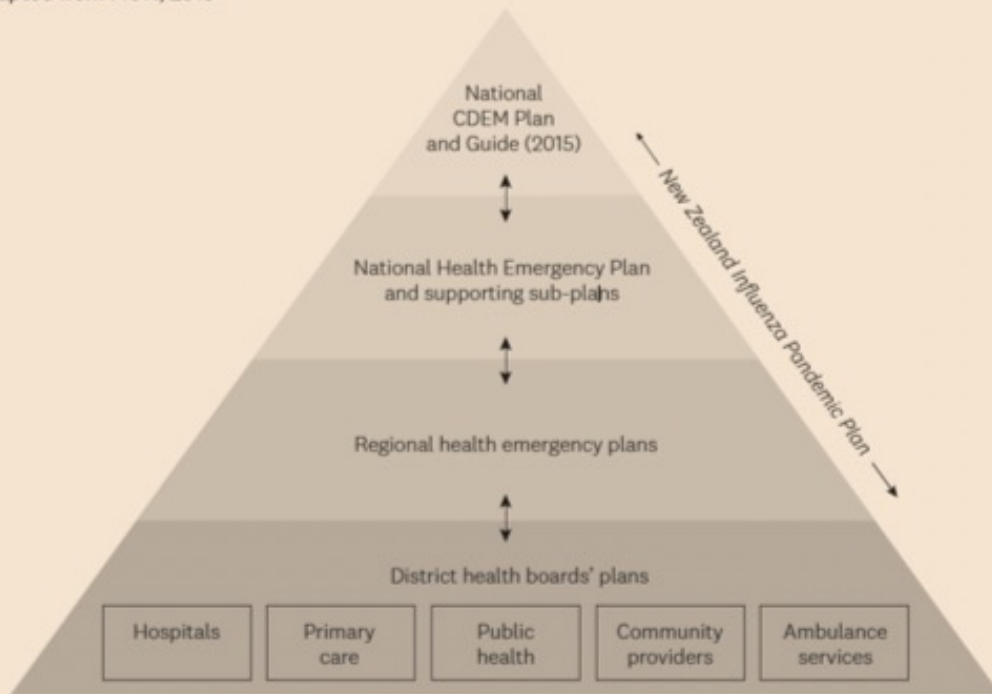 National
CDEM Plan
and Guide (2015)
New Zealand Influenza Pandemic Plan
National Health Emergency Plan
and supporting sub-plans
Regional health emergency plans
District health boards' plans
Hospitals
Primary
care
Public
health
Community
providers
Ambulance
services